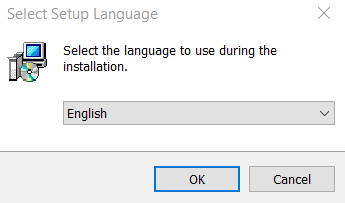 Select Setup Language
Select the language to use during the
installation.
English
OK
Cancel